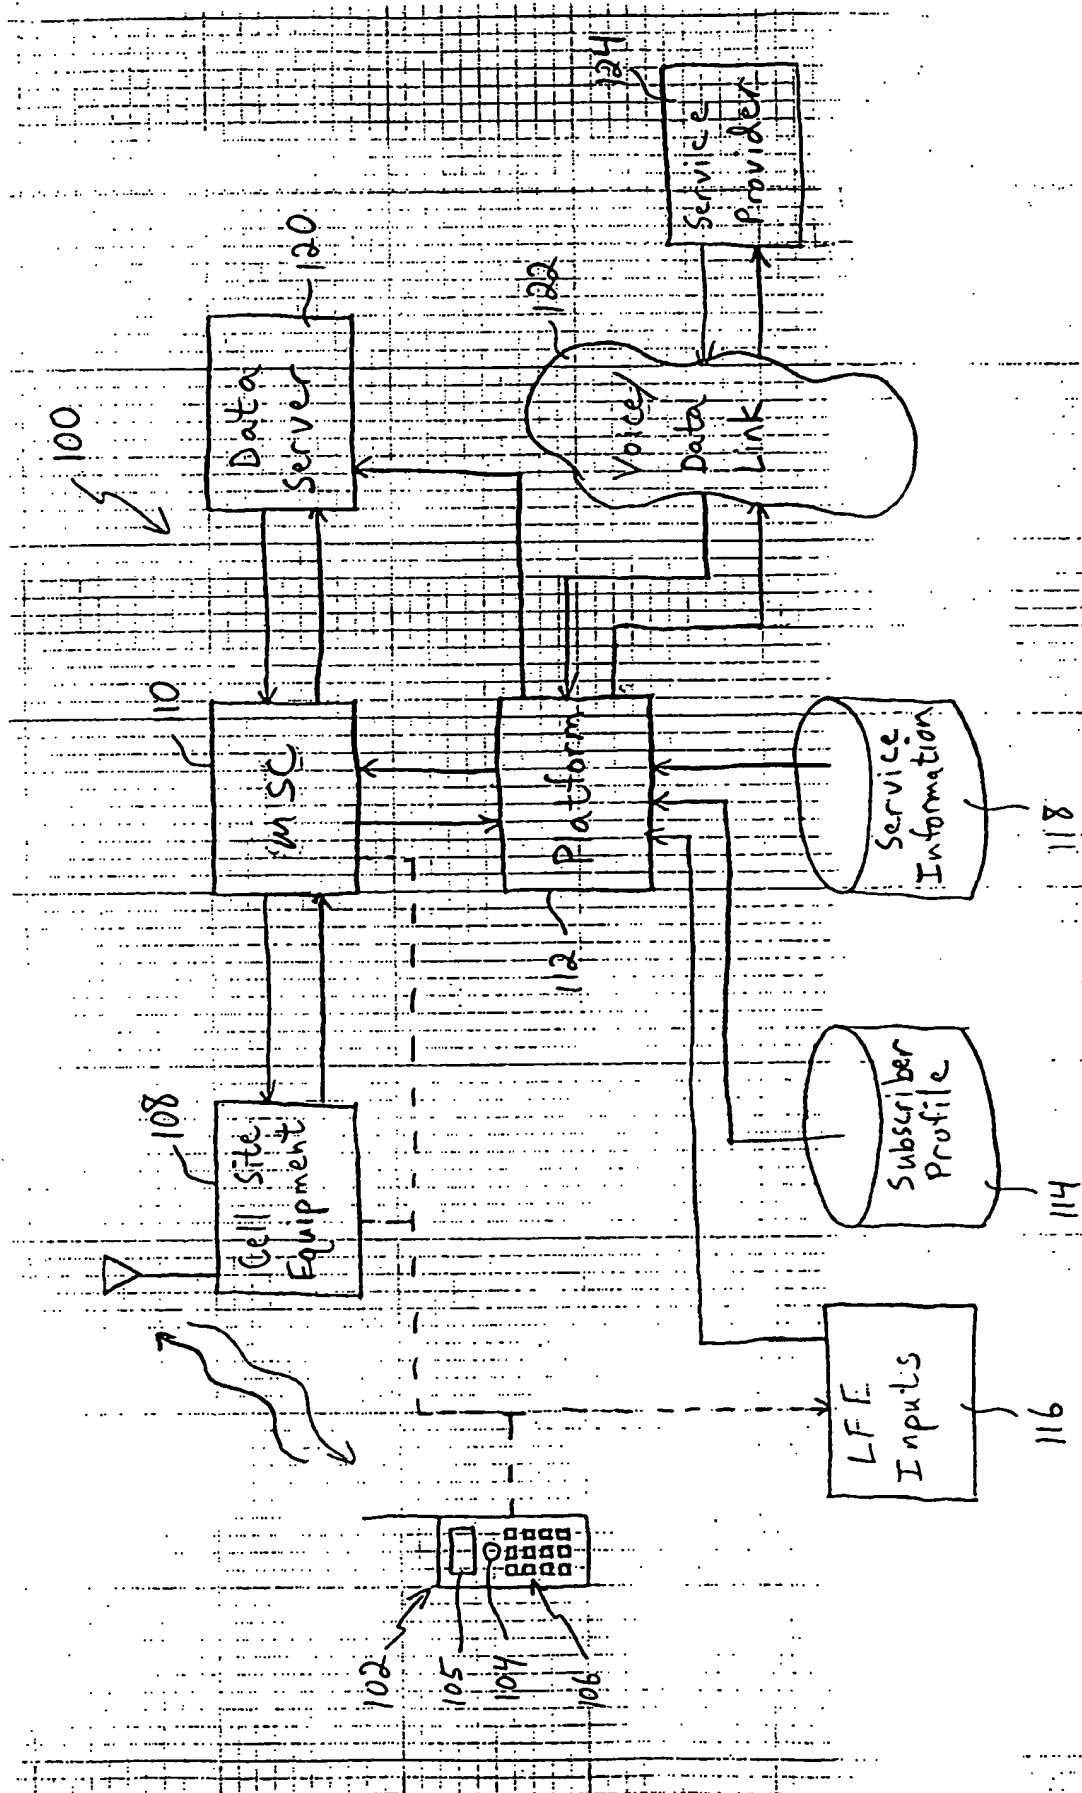 100
102
105
104
106
108
Cell Site
Equipment
110
MSC
Data
Server
120
112
Platform
122
Voice/
Data
Link
124
Service
Provider
LFF
Inputs
116
Subscriber
Profile
114
Service
Information
118